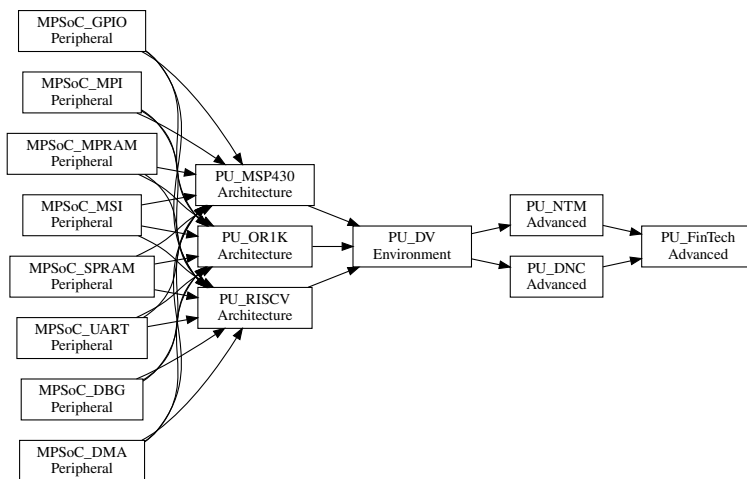 MPSoC_GPIO
Peripheral
MPSoC_MPI
Peripheral
MPSoC_MPRAM
Peripheral
MPSoC_MSI
Peripheral
MPSoC_SPRAM
Peripheral
MPSoC_UART
Peripheral
MPSoC_DBG
Peripheral
MPSoC_DMA
Peripheral
PU_MSP430
Architecture
PU_OR1K
Architecture
PU_RISCV
Architecture
PU_DV
Environment
PU_NTM
Advanced
PU_DNC
Advanced
PU_FinTech
Advanced